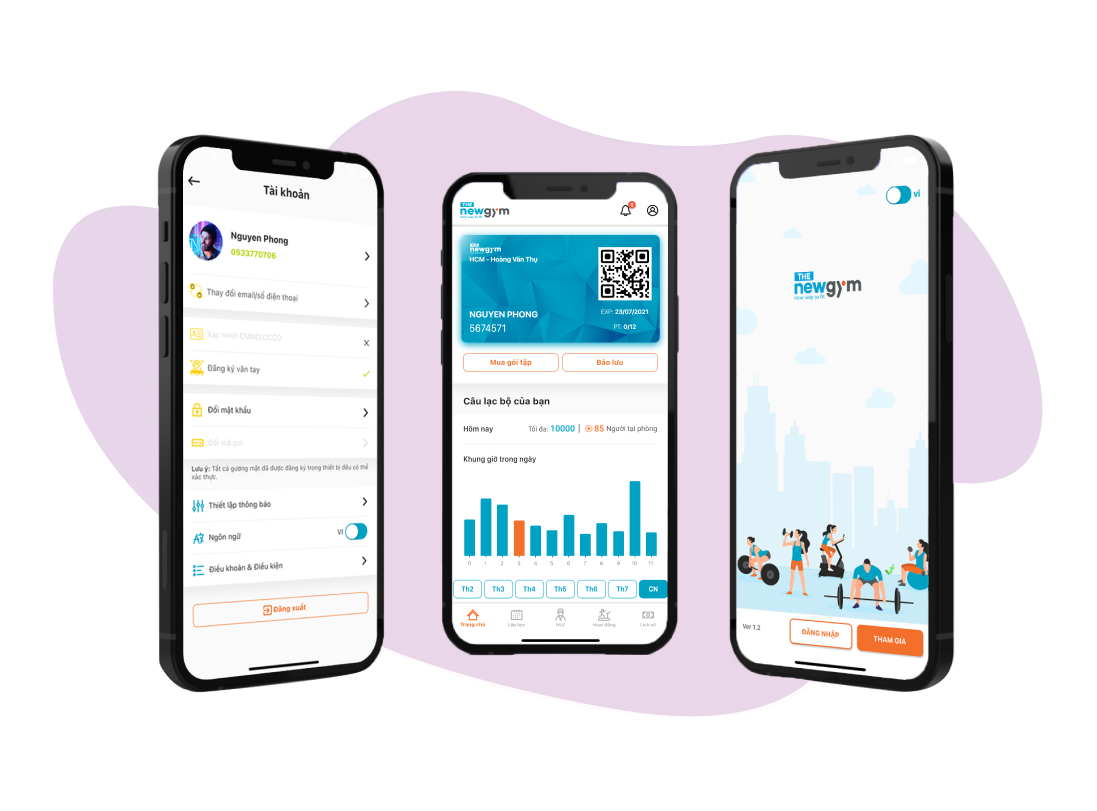 Tài khoản
Nguyen Phong
0933770706
Thay đổi email/số điện thoại
Xác minh CMND/CCCD
Đăng ký vân tay
Đổi mật khẩu
Đổi mã pin
Lưu ý: Tất cả gương mặt đã được đăng ký trong thiết bị đều có thể
xác thực.
Thiết lập thông báo
Ngôn ngữ
VI
Điều khoản & Điều kiện
Đăng xuất
THE
newgym
new way to fit
1
THE
newgym
HCM - Hoàng Văn Thụ
NGUYEN PHONG
EXP: 23/07/2021
5674571
PT: 0/12
Mua gói tập
Bảo lưu
Câu lạc bộ của bạn
Hôm nay
Tối đa: 10000 | 85 Người tại phòng
Khung giờ trong ngày
0 1 2 3 4 5 6 7 8 9 10 11
Th2 Th3 Th4 Th5 Th6 Th7 CN
Trang chủ
Lớp học
HLV
Hoạt động
Lịch sử
vi
THE
newgym
new way to fit
Ver 1.2
ĐĂNG NHẬP
THAM GIA